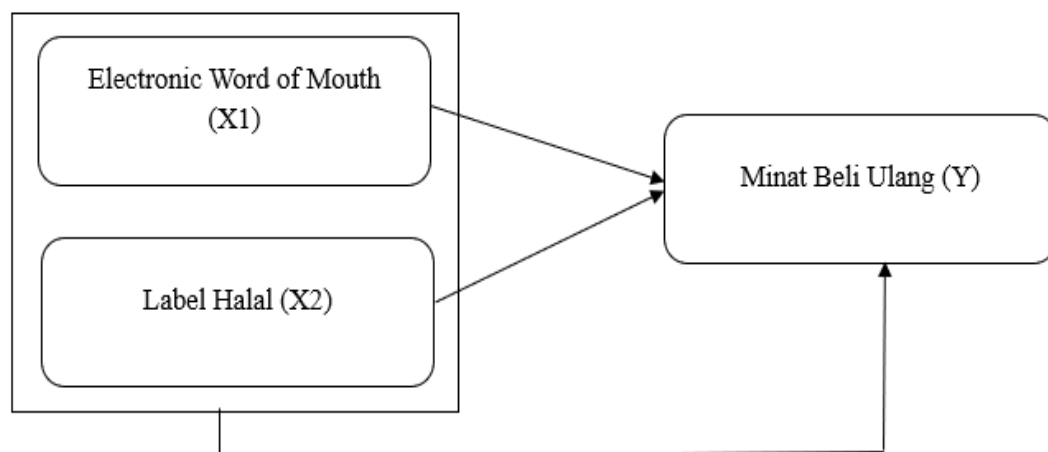 Electronic Word of Mouth
(X1)
Minat Beli Ulang (Y)
Label Halal (X2)